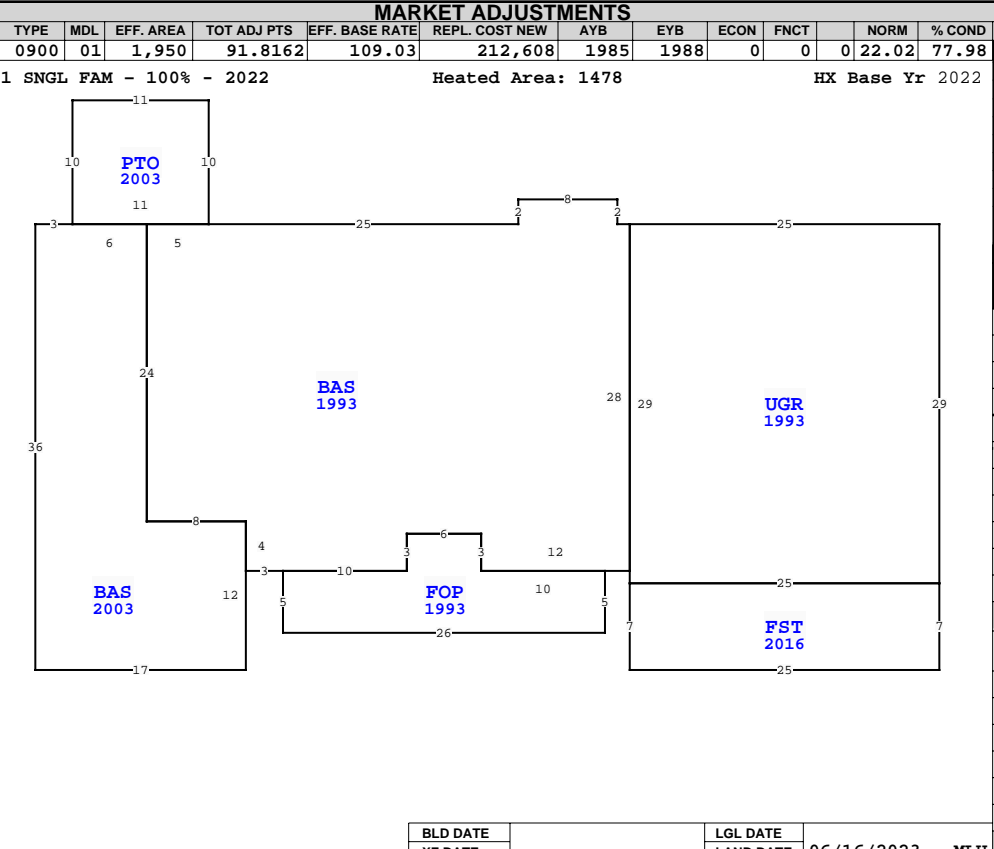 MARKET ADJUSTMENTS
TYPE MDL EFF. AREA TOT ADJ PTS EFF. BASE RATE REPL. COST NEW AYB EYB ECON FNCT NORM % COND
0900 01 1,950 91.8162 109.03 212,608 1985 1988 0 0 0 22.02 77.98
1 SNGL FAM - 100% - 2022 Heated Area: 1478 HX Base Yr 2022
11
10 PTO 10
2003
11
8
2 2
3 25 25
6 5
24
BAS
1993
28 29 UGR 29
1993
36
8
6
4 3 3 12
3 10
BAS 12 FOP 10 25
2003 5 1993 5
26
7 FST 7
2016
17 25
BLD DATE LGL DATE